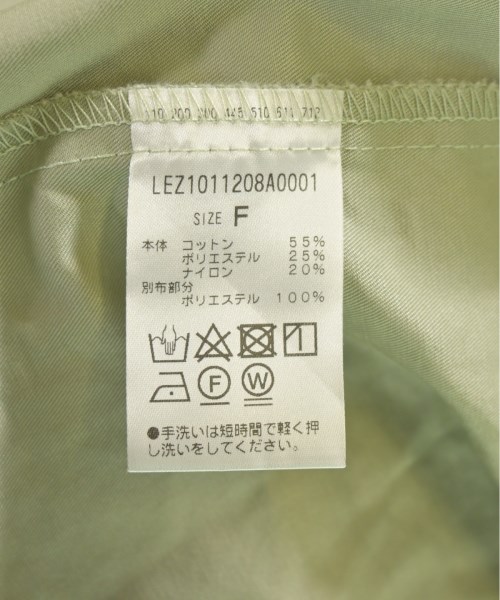 LEZ1011208A0001
SIZE F
本体 コットン 55%
ポリエステル 25%
ナイロン 20%
別布部分
ポリエステル 100%
F W
●手洗いは短時間で軽く押
し洗いをしてください。